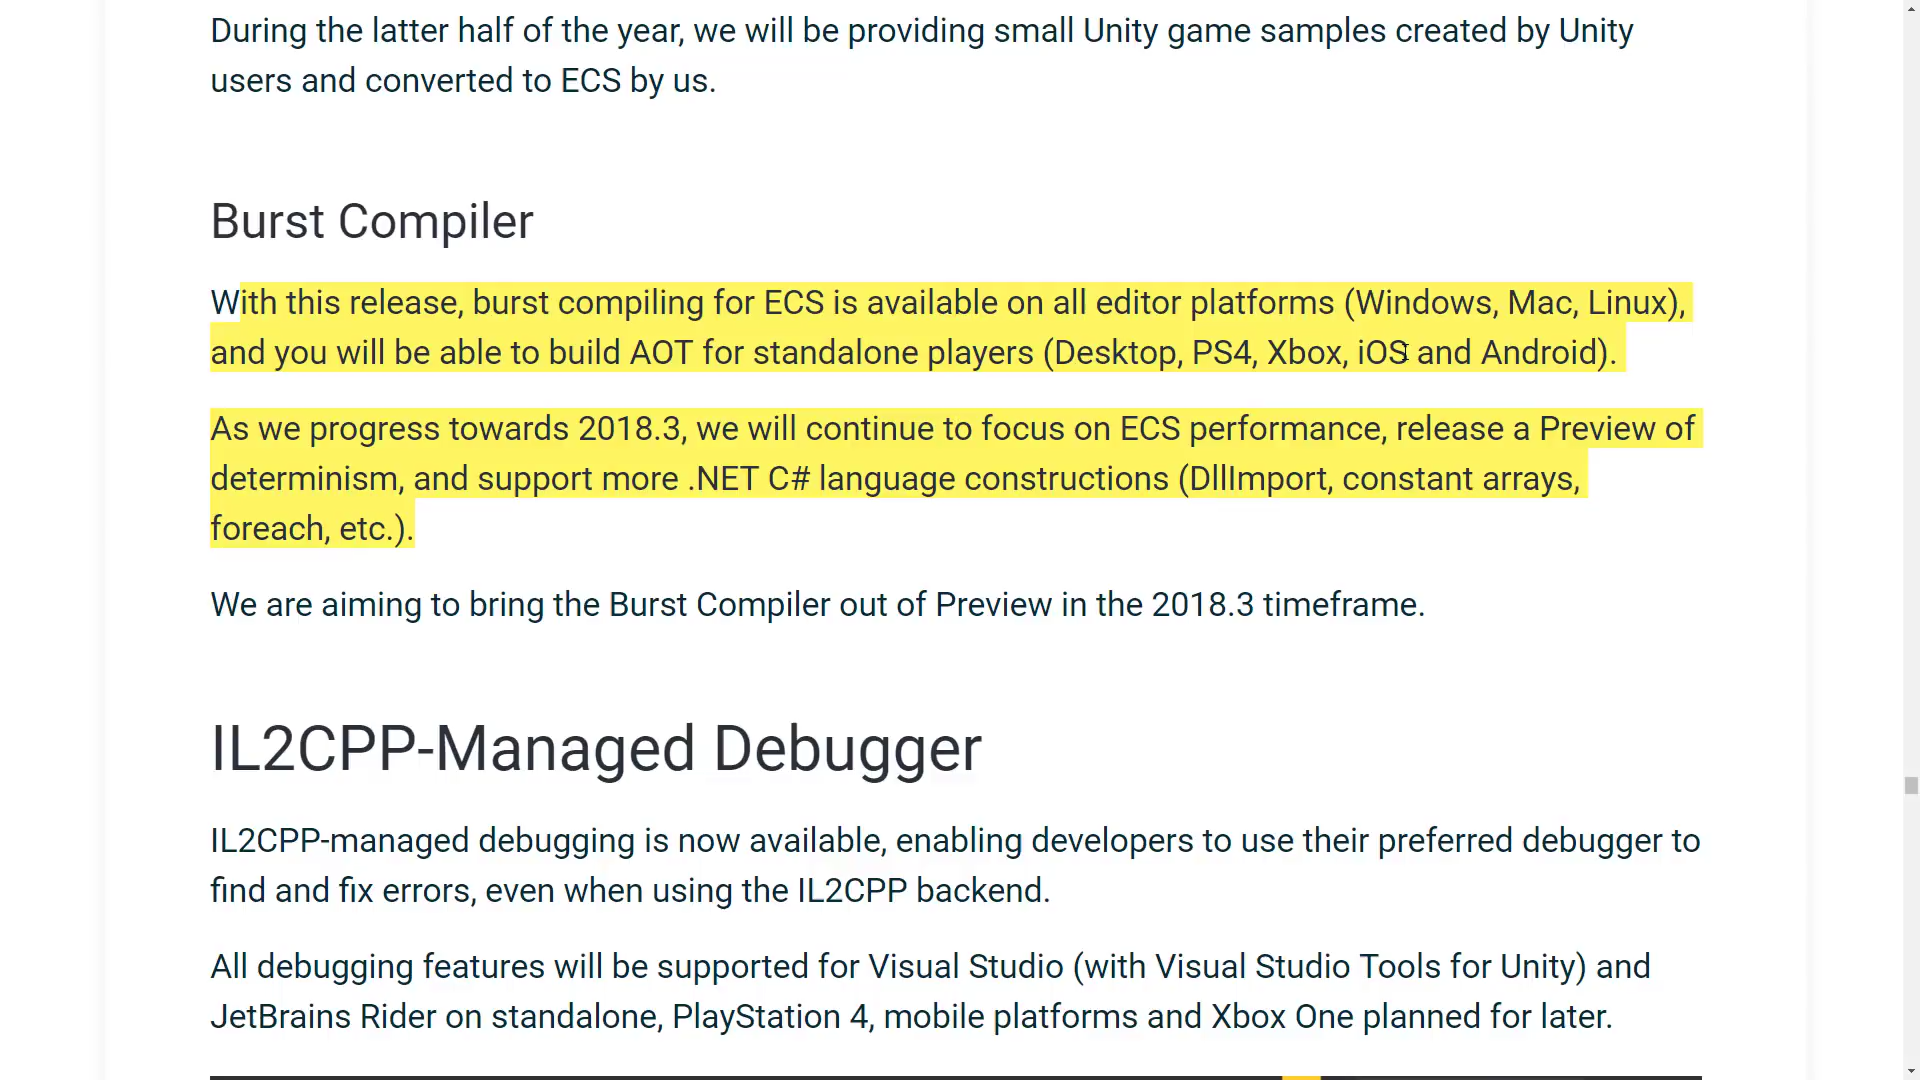 During the latter half of the year, we will be providing small Unity game samples created by Unity
users and converted to ECS by us.
Burst Compiler
With this release, burst compiling for ECS is available on all editor platforms (Windows, Mac, Linux),
and you will be able to build AOT for standalone players (Desktop, PS4, Xbox, iOS and Android).
As we progress towards 2018.3, we will continue to focus on ECS performance, release a Preview of
determinism, and support more .NET C# language constructions (DllImport, constant arrays,
foreach, etc.).
We are aiming to bring the Burst Compiler out of Preview in the 2018.3 timeframe.
IL2CPP-Managed Debugger
IL2CPP-managed debugging is now available, enabling developers to use their preferred debugger to
find and fix errors, even when using the IL2CPP backend.
All debugging features will be supported for Visual Studio (with Visual Studio Tools for Unity) and
JetBrains Rider on standalone, PlayStation 4, mobile platforms and Xbox One planned for later.